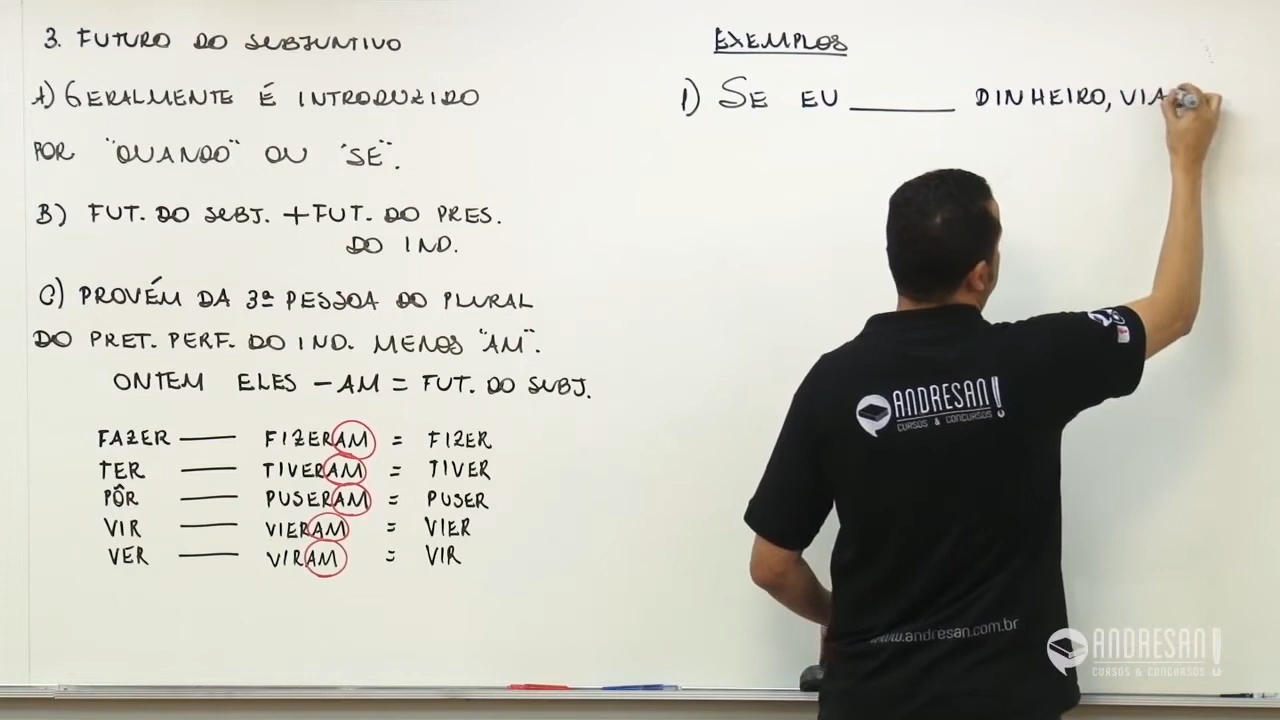 3. FUTURO DO SUBJUNTIVO
A) GERALMENTE É INTRODUZIDO
POR "QUANDO" OU "SE".
B) FUT. DO SUBJ. + FUT. DO PRES.
DO IND.
C) PROVÉM DA 3ª PESSOA DO PLURAL
DO PRET. PERF. DO IND. MENOS "AM".
ONTEM ELES - AM = FUT. DO SUBJ.
FAZER — FIZERAM = FIZER
TER — TIVERAM = TIVER
PÔR — PUSERAM = PUSER
VIR — VIERAM = VIER
VER — VIRAM = VIR
EXEMPLOS
1) SE EU ______ DINHEIRO, VIA
ANDRESAN!
CURSOS & CONCURSOS
www.andresan.com.br
ANDRESAN!
CURSOS & CONCURSOS